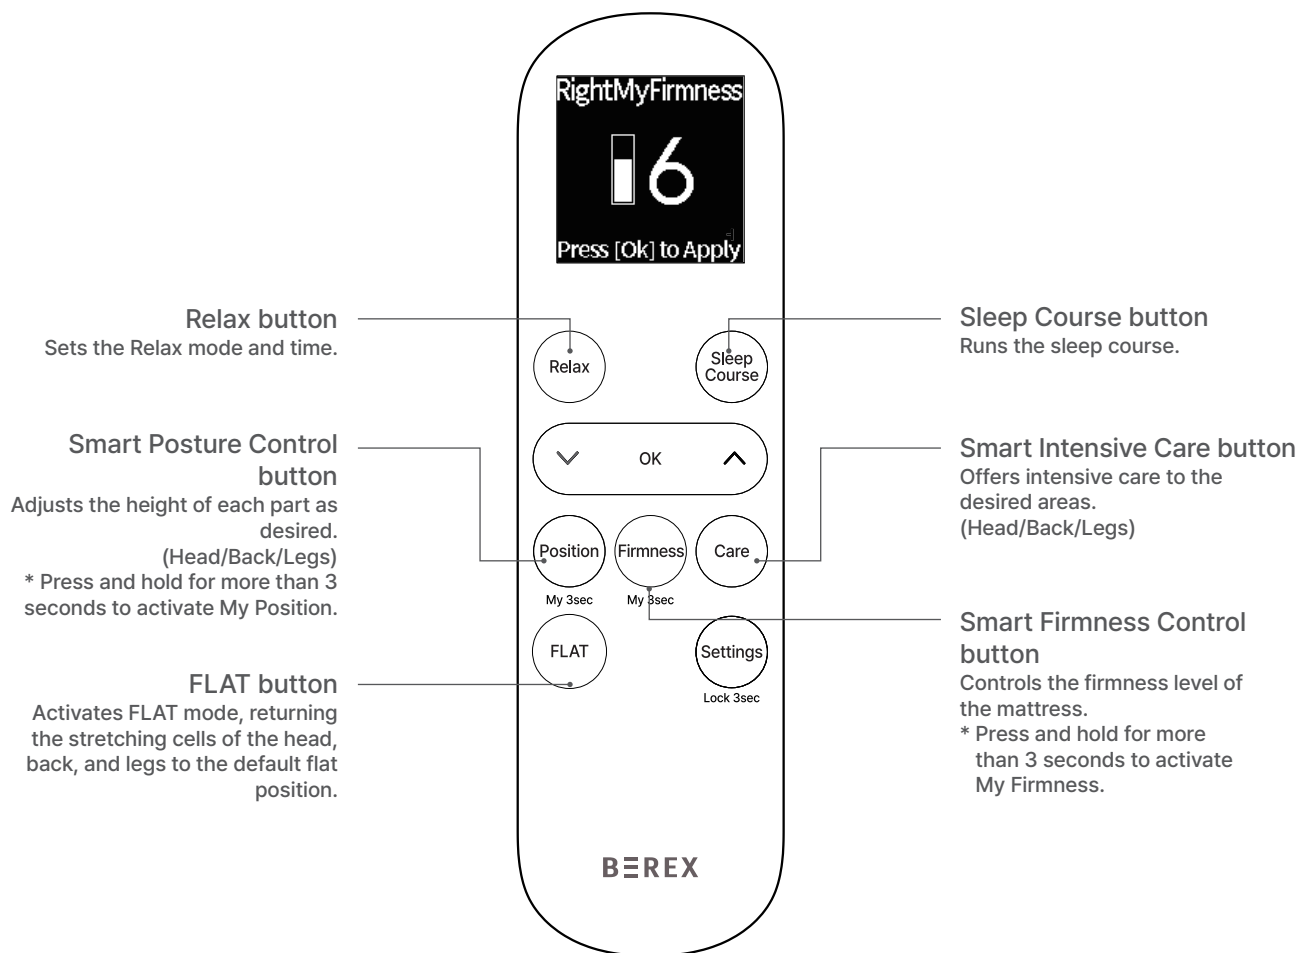 RightMyFirmness
6
Press [Ok] to Apply
Relax button
Sets the Relax mode and time.
Sleep Course button
Runs the sleep course.
Relax
Sleep
Course
Smart Posture Control
button
Adjusts the height of each part as
desired.
(Head/Back/Legs)
* Press and hold for more than 3
seconds to activate My Position.
OK
Smart Intensive Care button
Offers intensive care to the
desired areas.
(Head/Back/Legs)
Position
Firmness
Care
My 3sec
My 3sec
FLAT
Settings
Lock 3sec
FLAT button
Activates FLAT mode, returning
the stretching cells of the head,
back, and legs to the default flat
position.
Smart Firmness Control
button
Controls the firmness level of
the mattress.
* Press and hold for more
than 3 seconds to activate
My Firmness.
BEREX